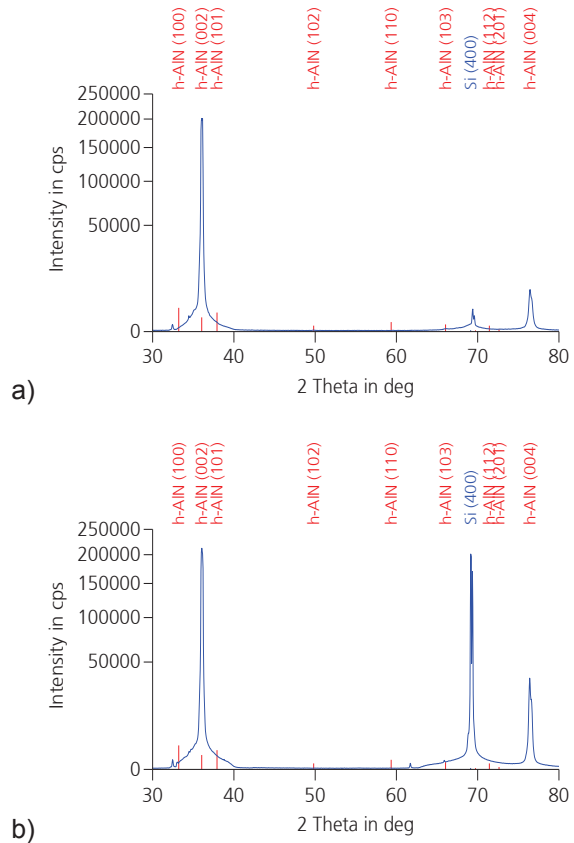 h-AlN (100)
h-AlN (002)
h-AlN (101)
h-AlN (102)
h-AlN (110)
h-AlN (103)
Si (400)
h-AlN (112)
h-AlN (201)
h-AlN (004)
Intensity in cps
250000
200000
150000
100000
50000
0
30 40 50 60 70 80
2 Theta in deg
a)
h-AlN (100)
h-AlN (002)
h-AlN (101)
h-AlN (102)
h-AlN (110)
h-AlN (103)
Si (400)
h-AlN (112)
h-AlN (201)
h-AlN (004)
Intensity in cps
250000
200000
150000
100000
50000
0
30 40 50 60 70 80
2 Theta in deg
b)